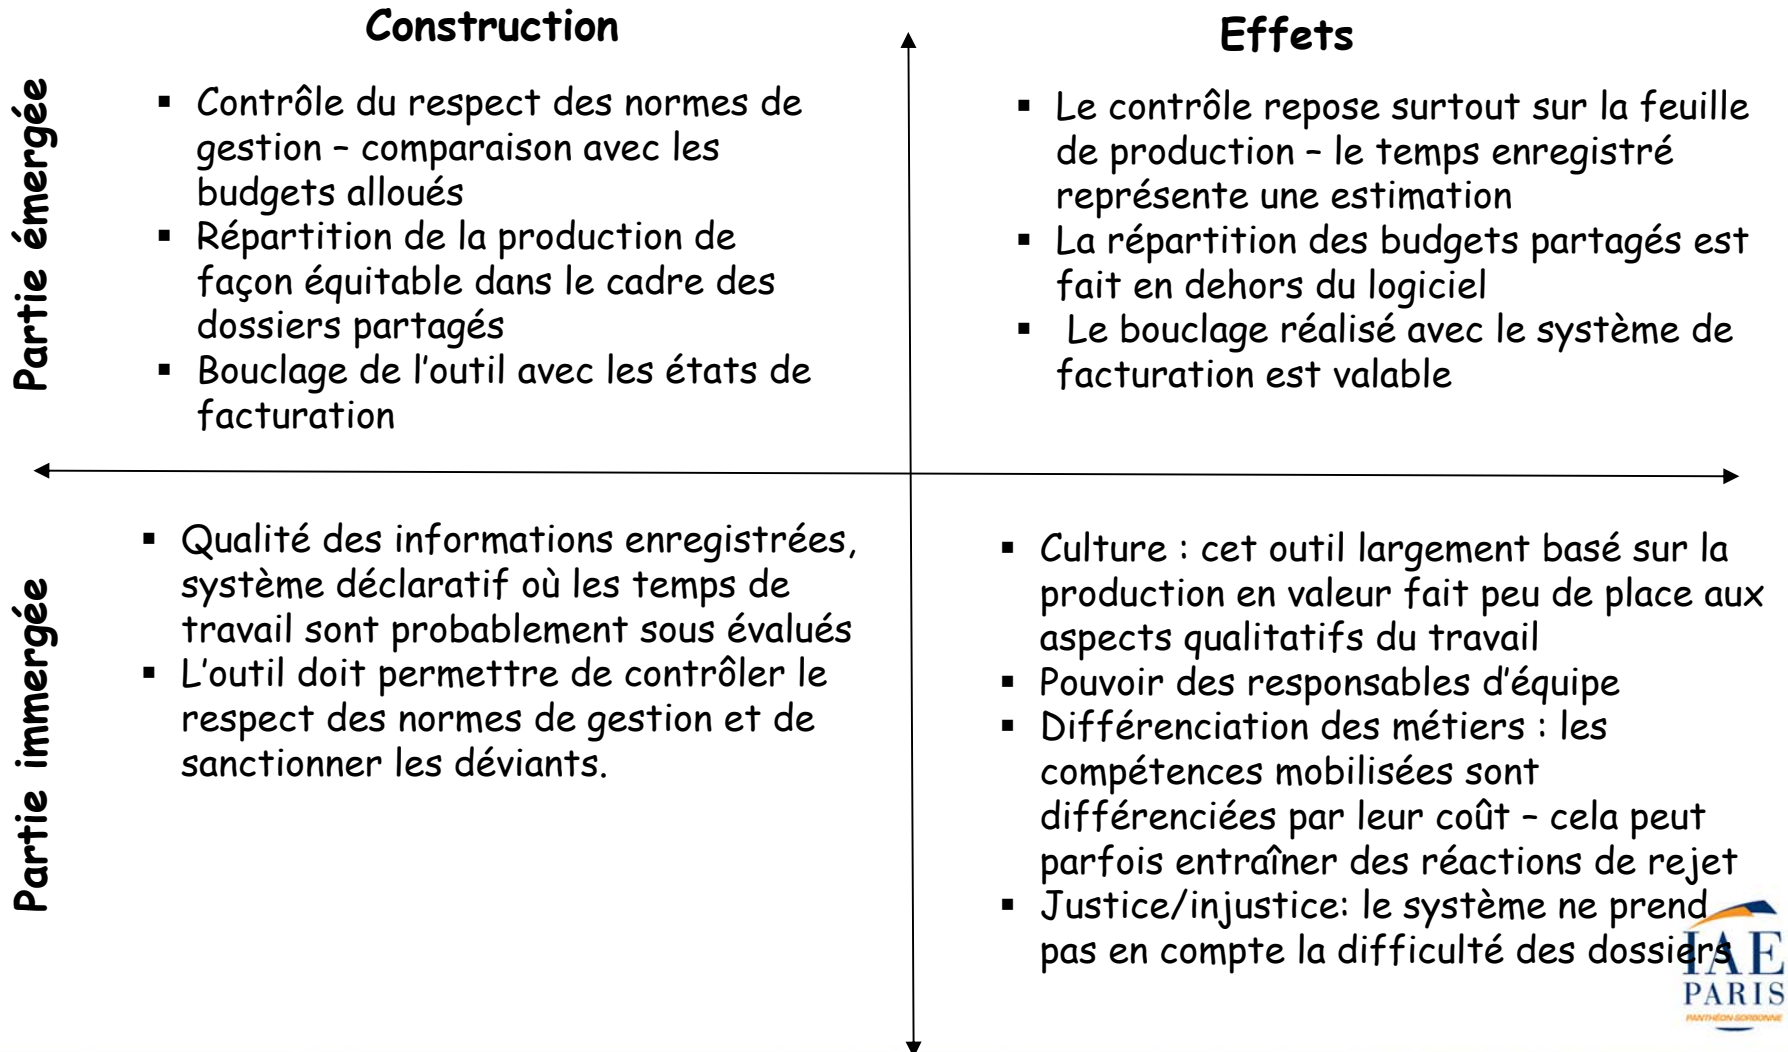 Construction
Effets
Partie émergée
▪ Contrôle du respect des normes de
gestion – comparaison avec les
budgets alloués
▪ Répartition de la production de
façon équitable dans le cadre des
dossiers partagés
▪ Bouclage de l'outil avec les états de
facturation
▪ Le contrôle repose surtout sur la feuille
de production – le temps enregistré
représente une estimation
▪ La répartition des budgets partagés est
fait en dehors du logiciel
▪ Le bouclage réalisé avec le système de
facturation est valable
Partie immergée
▪ Qualité des informations enregistrées,
système déclaratif où les temps de
travail sont probablement sous évalués
▪ L'outil doit permettre de contrôler le
respect des normes de gestion et de
sanctionner les déviants.
▪ Culture : cet outil largement basé sur la
production en valeur fait peu de place aux
aspects qualitatifs du travail
▪ Pouvoir des responsables d'équipe
▪ Différenciation des métiers : les
compétences mobilisées sont
différenciées par leur coût – cela peut
parfois entraîner des réactions de rejet
▪ Justice/injustice: le système ne prend
pas en compte la difficulté des dossiers
IAE
PARIS
PANTHÉON-SORBONNE